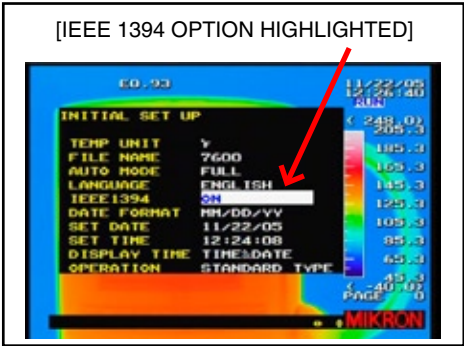 [IEEE 1394 OPTION HIGHLIGHTED]
£0.93
11/22/05
12:26:40
RUN
INITIAL SET UP
( 248.0)
205.3
TEMP UNIT
185.3
FILE NAME 7600
AUTO MODE FULL
165.3
LANGUAGE ENGLISH
145.3
IEEE1394 ON
125.3
DATE FORMAT MM/DD/YY
SET DATE 11/22/05
105.3
SET TIME 12:24:08
85.3
DISPLAY TIME TIME&DATE
65.3
OPERATION STANDARD TYPE
45.3
( -40.0)
PAGE 0
MIKRON